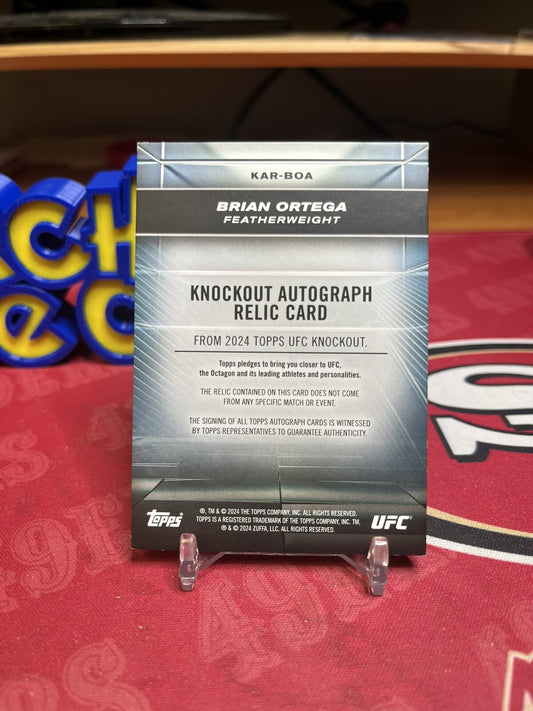 KAR-BOA
BRIAN ORTEGA
FEATHERWEIGHT
KNOCKOUT AUTOGRAPH
RELIC CARD
FROM 2024 TOPPS UFC KNOCKOUT.
Topps pledges to bring you closer to UFC,
the Octagon and its leading athletes and personalities.
THE RELIC CONTAINED ON THIS CARD DOES NOT COME
FROM ANY SPECIFIC MATCH OR EVENT.
THE SIGNING OF ALL TOPPS AUTOGRAPH CARDS IS WITNESSED
BY TOPPS REPRESENTATIVES TO GUARANTEE AUTHENTICITY.
®, TM & © 2024 THE TOPPS COMPANY, INC. ALL RIGHTS RESERVED.
TOPPS IS A REGISTERED TRADEMARK OF THE TOPPS COMPANY, INC. TM,
® & © 2024 ZUFFA, LLC. ALL RIGHTS RESERVED.
Topps
UFC
49ERS